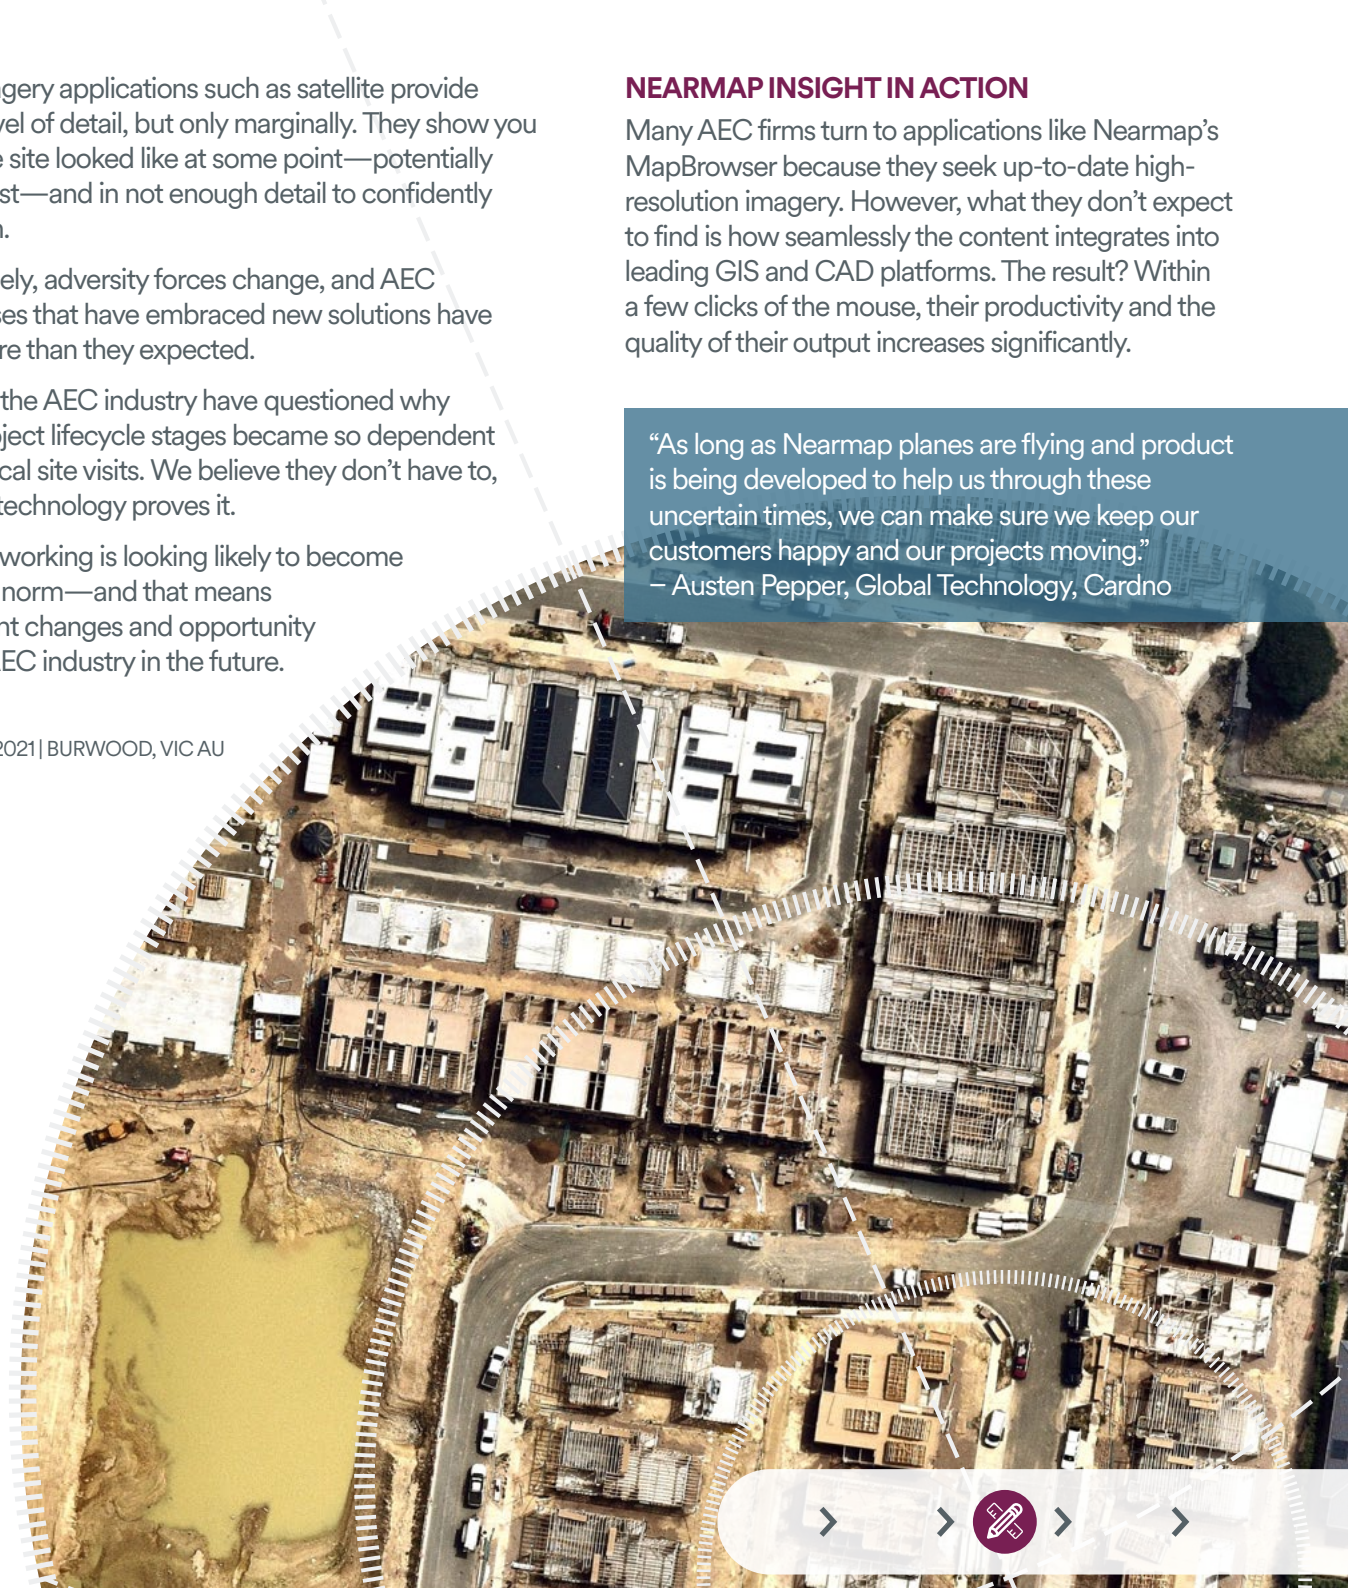 gery applications such as satellite provide
vel of detail, but only marginally. They show you
e site looked like at some point—potentially
st—and in not enough detail to confidently
n.
ely, adversity forces change, and AEC
ses that have embraced new solutions have
re than they expected.
the AEC industry have questioned why
ject lifecycle stages became so dependent
cal site visits. We believe they don’t have to,
technology proves it.
working is looking likely to become
norm—and that means
nt changes and opportunity
EC industry in the future.
2021 | BURWOOD, VIC AU
NEARMAP INSIGHT IN ACTION
Many AEC firms turn to applications like Nearmap’s
MapBrowser because they seek up-to-date high-
resolution imagery. However, what they don’t expect
to find is how seamlessly the content integrates into
leading GIS and CAD platforms. The result? Within
a few clicks of the mouse, their productivity and the
quality of their output increases significantly.
“As long as Nearmap planes are flying and product
is being developed to help us through these
uncertain times, we can make sure we keep our
customers happy and our projects moving.”
– Austen Pepper, Global Technology, Cardno